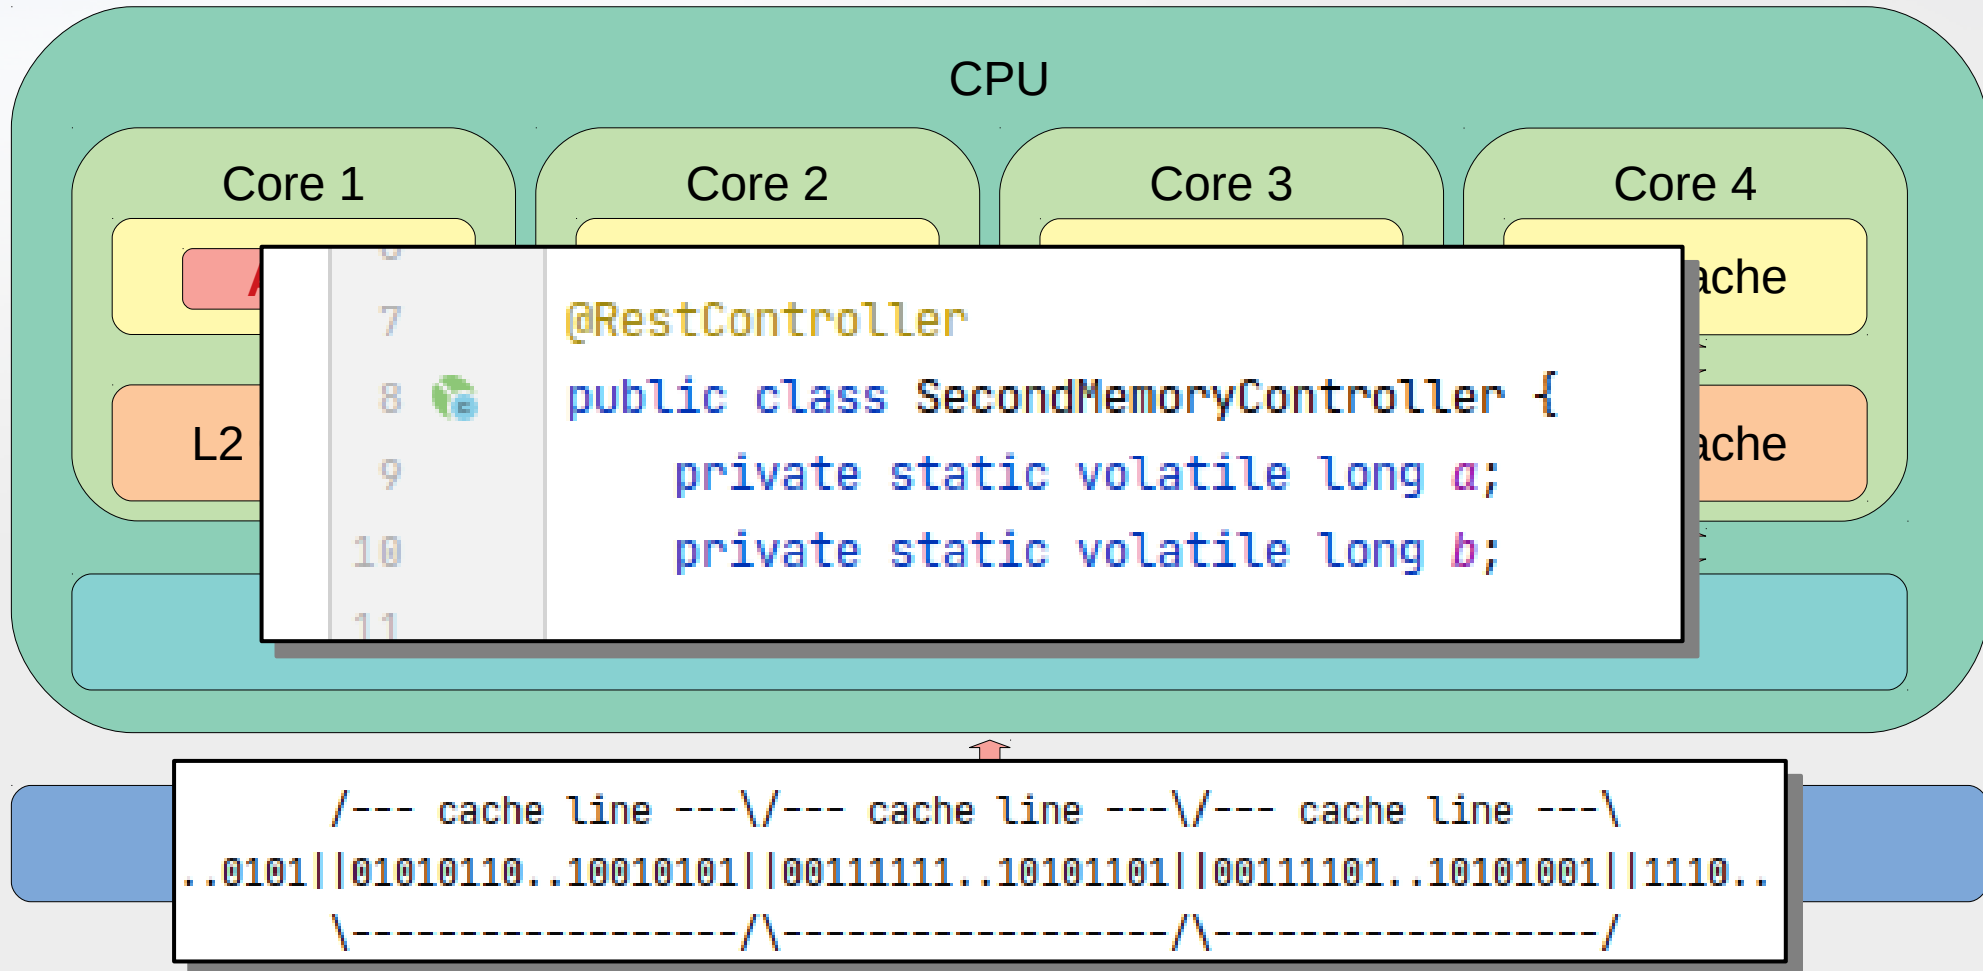 CPU
Core 1 Core 2 Core 3 Core 4
7 @RestController
8 public class SecondMemoryController {
9 private static volatile long a;
10 private static volatile long b;
11
ache
L2
ache
/--- cache line ---\/--- cache line ---\/--- cache line ---\
..0101||01010110..10010101||00111111..10101101||00111101..10101001||1110..
\------------------/\------------------/\------------------/